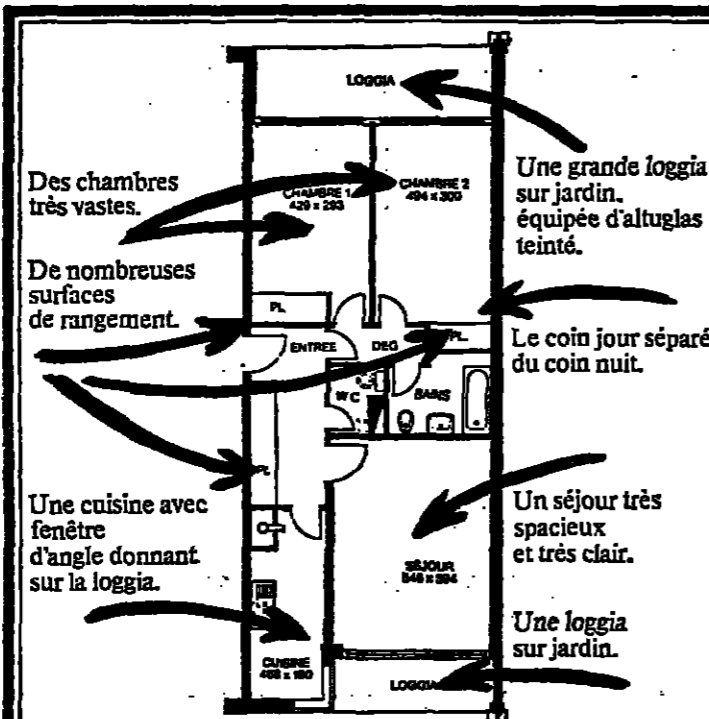 LOGGIA
Des chambres
très vastes.
CHAMBRE 1
429 x 293
CHAMBRE 2
494 x 309
Une grande loggia
sur jardin.
équipée d'altuglas
teinté.
De nombreuses
surfaces
de rangement.
PL
ENTREE
DEG
PL
Le coin jour séparé
du coin nuit.
WC
BAINS
PL
Une cuisine avec
fenêtre
d'angle donnant
sur la loggia.
Un séjour très
spacieux
et très clair.
SÉJOUR
Une loggia
sur jardin.
CUISINE
LOGGIA